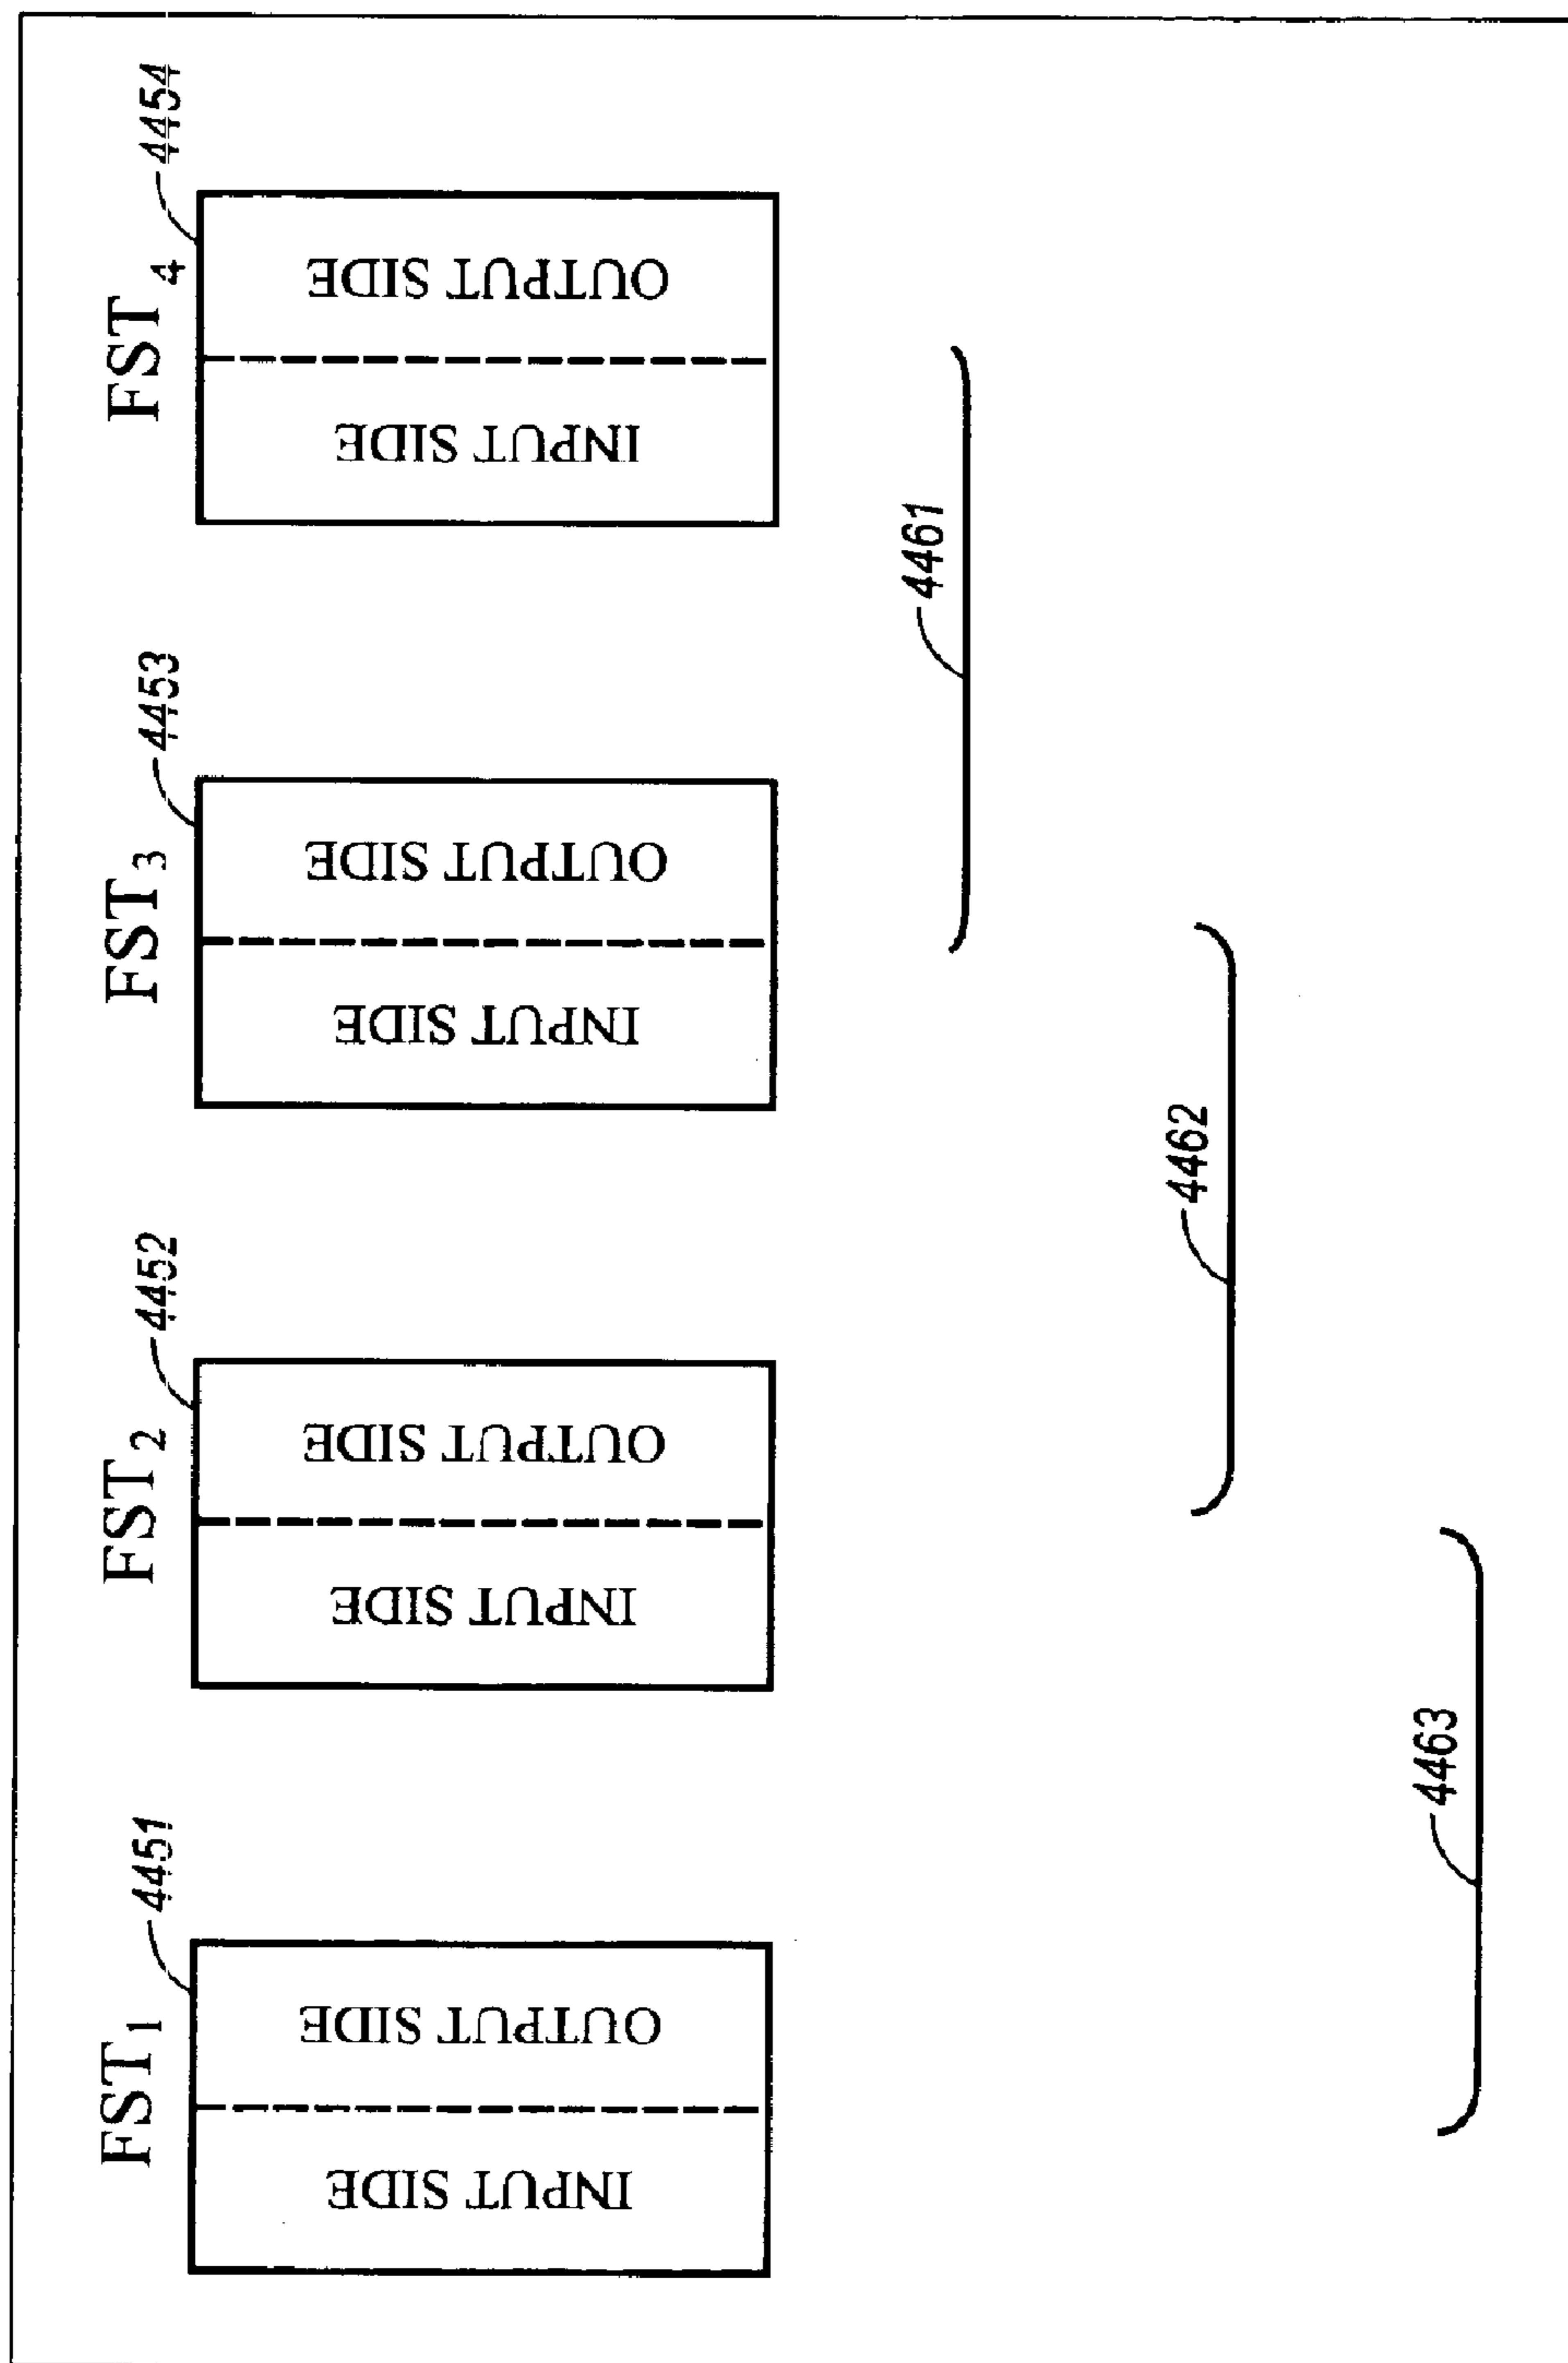 FST1
4451
INPUT SIDE
OUTPUT SIDE
FST2
4452
INPUT SIDE
OUTPUT SIDE
FST3
4453
INPUT SIDE
OUTPUT SIDE
FST4
4454
INPUT SIDE
OUTPUT SIDE
4461
4462
4463